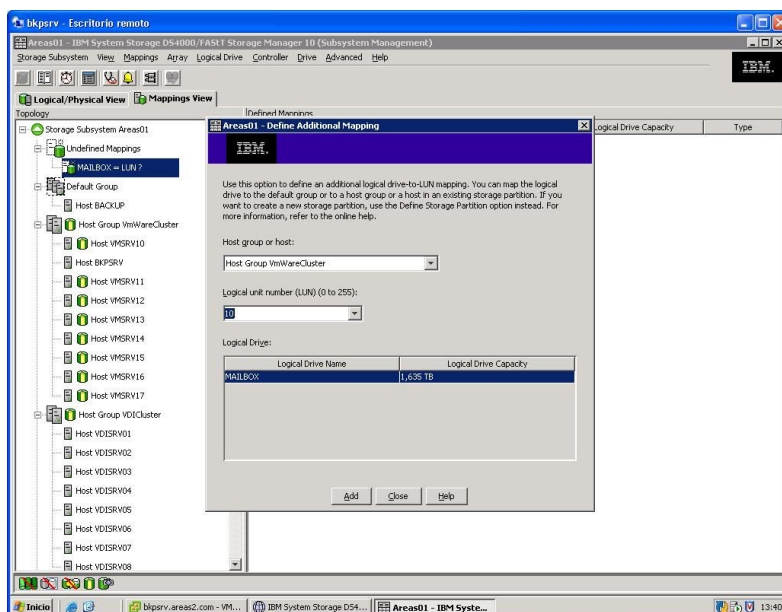 bkpsrv - Escritorio remoto
Areas01 - IBM System Storage DS4000/FAStT Storage Manager 10 (Subsystem Management)
Storage Subsystem View Mappings Array Logical Drive Controller Drive Advanced Help
IBM.
Logical/Physical View Mappings View
Topology
Defined Mappings
Logical Drive Capacity Type
Storage Subsystem Areas01
Undefined Mappings
MAILBOX = LUN ?
Default Group
Host BACKUP
Host Group VmWareCluster
Host VMSRV10
Host BKPSRV
Host VMSRV11
Host VMSRV12
Host VMSRV13
Host VMSRV14
Host VMSRV15
Host VMSRV16
Host VMSRV17
Host Group VDICluster
Host VDISRV01
Host VDISRV02
Host VDISRV03
Host VDISRV04
Host VDISRV05
Host VDISRV06
Host VDISRV07
Host VDISRV08
Areas01 - Define Additional Mapping
IBM.
Use this option to define an additional logical drive-to-LUN mapping. You can map the logical
drive to the default group or to a host group or a host in an existing storage partition. If you
want to create a new storage partition, use the Define Storage Partition option instead. For
more information, refer to the online help.
Host group or host:
Host Group VmWareCluster
Logical unit number (LUN) (0 to 255):
10
Logical Drive:
Logical Drive Name Logical Drive Capacity
MAILBOX 1,635 TB
Add Close Help
Inicio bkpsrv.areas2.com - VM... IBM System Storage DS4... Areas01 - IBM Syste... 13:40